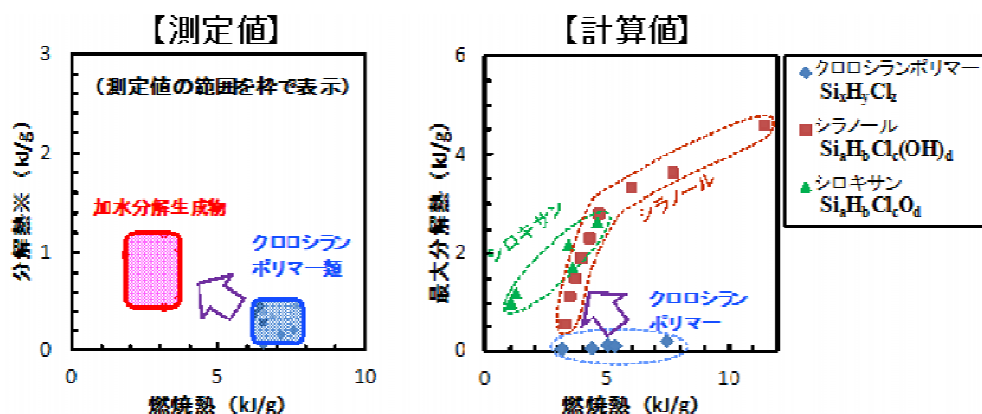 【測定値】
3
2
1
0
0
5
10
分解熱※ (kJ/g)
燃焼熱 (kJ/g)
(測定値の範囲を枠で表示)
加水分解生成物
クロロシラン
ポリマー類
【計算値】
6
4
2
0
0
5
10
最大分解熱 (kJ/g)
燃焼熱 (kJ/g)
シロキサン
シラノール
クロロシラン
ポリマー
クロロシランポリマー
SixHyClz
シラノール
SiaHbClc(OH)d
シロキサン
SiaHbClcOd